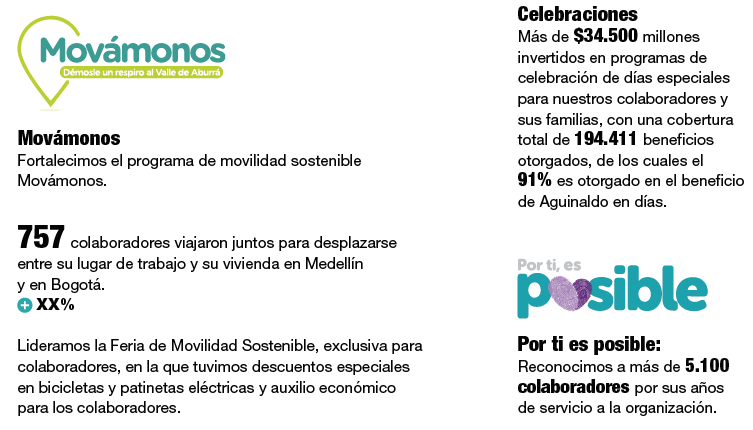 Movámonos
Démosle un respiro al Valle de Aburrá
Movámonos
Fortalecimos el programa de movilidad sostenible
Movámonos.
757 colaboradores viajaron juntos para desplazarse
entre su lugar de trabajo y su vivienda en Medellín
y en Bogotá.
+ XX%
Lideramos la Feria de Movilidad Sostenible, exclusiva para
colaboradores, en la que tuvimos descuentos especiales
en bicicletas y patinetas eléctricas y auxilio económico
para los colaboradores.
Celebraciones
Más de $34.500 millones
invertidos en programas de
celebración de días especiales
para nuestros colaboradores y
sus familias, con una cobertura
total de 194.411 beneficios
otorgados, de los cuales el
91% es otorgado en el beneficio
de Aguinaldo en días.
Por ti, es
posible
Por ti es posible:
Reconocimos a más de 5.100
colaboradores por sus años
de servicio a la organización.